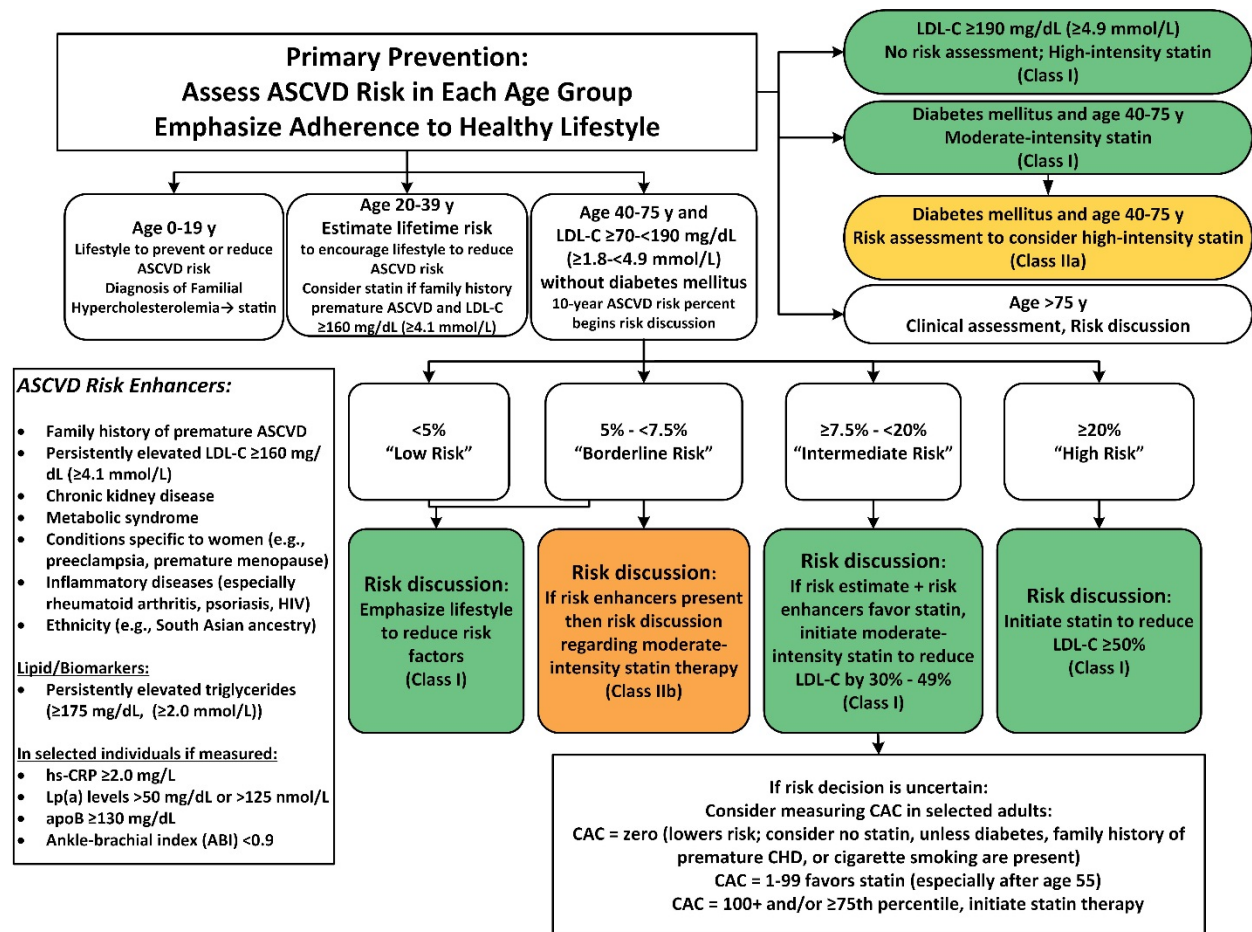 Primary Prevention:
Assess ASCVD Risk in Each Age Group
Emphasize Adherence to Healthy Lifestyle
LDL-C ≥190 mg/dL (≥4.9 mmol/L)
No risk assessment; High-intensity statin
(Class I)
Diabetes mellitus and age 40-75 y
Moderate-intensity statin
(Class I)
Diabetes mellitus and age 40-75 y
Risk assessment to consider high-intensity statin
(Class IIa)
Age >75 y
Clinical assessment, Risk discussion
Age 0-19 y
Lifestyle to prevent or reduce
ASCVD risk
Diagnosis of Familial
Hypercholesterolemia→ statin
Age 20-39 y
Estimate lifetime risk
to encourage lifestyle to reduce
ASCVD risk
Consider statin if family history
premature ASCVD and LDL-C
≥160 mg/dL (≥4.1 mmol/L)
Age 40-75 y and
LDL-C ≥70-<190 mg/dL
(≥1.8-<4.9 mmol/L)
without diabetes mellitus
10-year ASCVD risk percent
begins risk discussion
ASCVD Risk Enhancers:
• Family history of premature ASCVD
• Persistently elevated LDL-C ≥160 mg/
dL (≥4.1 mmol/L)
• Chronic kidney disease
• Metabolic syndrome
• Conditions specific to women (e.g.,
preeclampsia, premature menopause)
• Inflammatory diseases (especially
rheumatoid arthritis, psoriasis, HIV)
• Ethnicity (e.g., South Asian ancestry)
Lipid/Biomarkers:
• Persistently elevated triglycerides
(≥175 mg/dL, (≥2.0 mmol/L))
In selected individuals if measured:
• hs-CRP ≥2.0 mg/L
• Lp(a) levels >50 mg/dL or >125 nmol/L
• apoB ≥130 mg/dL
• Ankle-brachial index (ABI) <0.9
<5%
“Low Risk”
5% - <7.5%
“Borderline Risk”
≥7.5% - <20%
“Intermediate Risk”
≥20%
“High Risk”
Risk discussion:
Emphasize lifestyle
to reduce risk
factors
(Class I)
Risk discussion:
If risk enhancers present
then risk discussion
regarding moderate-
intensity statin therapy
(Class IIb)
Risk discussion:
If risk estimate + risk
enhancers favor statin,
initiate moderate-
intensity statin to reduce
LDL-C by 30% - 49%
(Class I)
Risk discussion:
Initiate statin to reduce
LDL-C ≥50%
(Class I)
If risk decision is uncertain:
Consider measuring CAC in selected adults:
CAC = zero (lowers risk; consider no statin, unless diabetes, family history of
premature CHD, or cigarette smoking are present)
CAC = 1-99 favors statin (especially after age 55)
CAC = 100+ and/or ≥75th percentile, initiate statin therapy